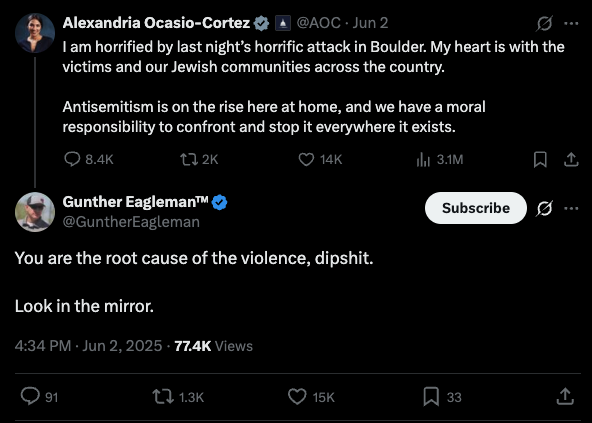 Alexandria Ocasio-Cortez @AOC · Jun 2
I am horrified by last night's horrific attack in Boulder. My heart is with the
victims and our Jewish communities across the country.
Antisemitism is on the rise here at home, and we have a moral
responsibility to confront and stop it everywhere it exists.
8.4K 2K 14K 3.1M
Gunther Eagleman™
@GuntherEagleman
Subscribe
You are the root cause of the violence, dipshit.
Look in the mirror.
4:34 PM · Jun 2, 2025 · 77.4K Views
91 1.3K 15K 33